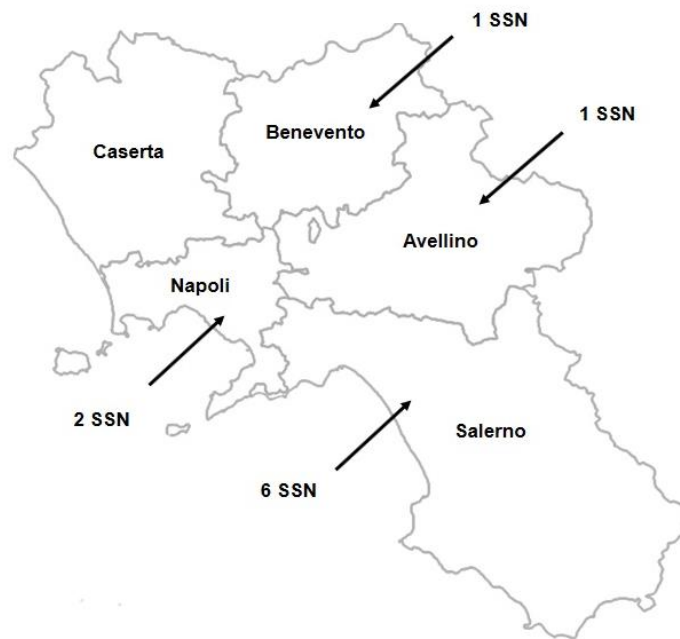 1 SSN
1 SSN
Benevento
Caserta
Avellino
Napoli
2 SSN
Salerno
6 SSN